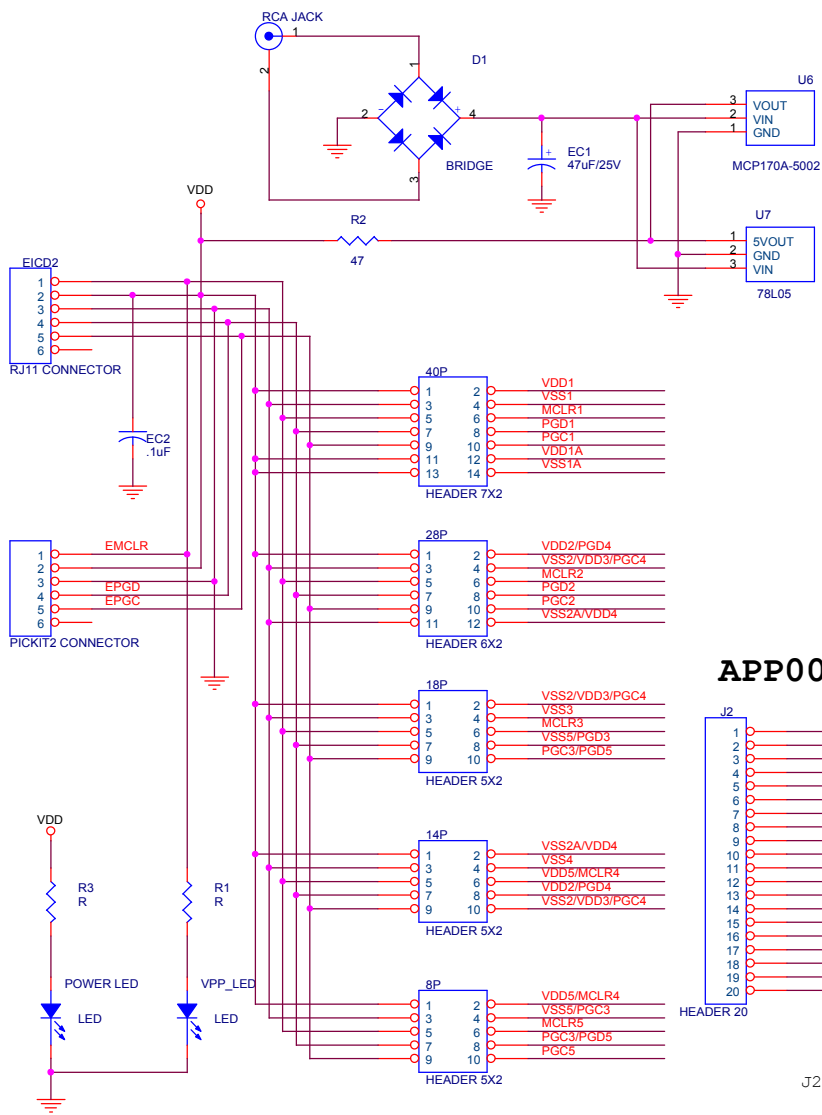 RCA JACK
1
2
D1
1
2
4
3
BRIDGE
EC1
47uF/25V
U6
3 VOUT
2 VIN
1 GND
MCP170A-5002
VDD
R2
47
U7
1 5VOUT
2 GND
3 VIN
78L05
EICD2
1
2
3
4
5
6
RJ11 CONNECTOR
EC2
.1uF
40P
1 2 VDD1
3 4 VSS1
5 6 MCLR1
7 8 PGD1
9 10 PGC1
11 12 VDD1A
13 14 VSS1A
HEADER 7X2
1 EMCLR
2
3
4 EPGD
5 EPGC
6
PICKIT2 CONNECTOR
28P
1 2 VDD2/PGD4
3 4 VSS2/VDD3/PGC4
5 6 MCLR2
7 8 PGD2
9 10 PGC2
11 12 VSS2A/VDD4
HEADER 6X2
18P
1 2 VSS2/VDD3/PGC4
3 4 VSS3
5 6 MCLR3
7 8 VSS5/PGD3
9 10 PGC3/PGD5
HEADER 5X2
APP00
J2
1
2
3
4
5
6
7
8
9
10
11
12
13
14
15
16
17
18
19
20
HEADER 20
14P
1 2 VSS2A/VDD4
3 4 VSS4
5 6 VDD5/MCLR4
7 8 VDD2/PGD4
9 10 VSS2/VDD3/PGC4
HEADER 5X2
VDD
R3
R
R1
R
POWER LED
LED
VPP_LED
LED
8P
1 2 VDD5/MCLR4
3 4 VSS5/PGC3
5 6 MCLR5
7 8 PGC3/PGD5
9 10 PGC5
HEADER 5X2
J2